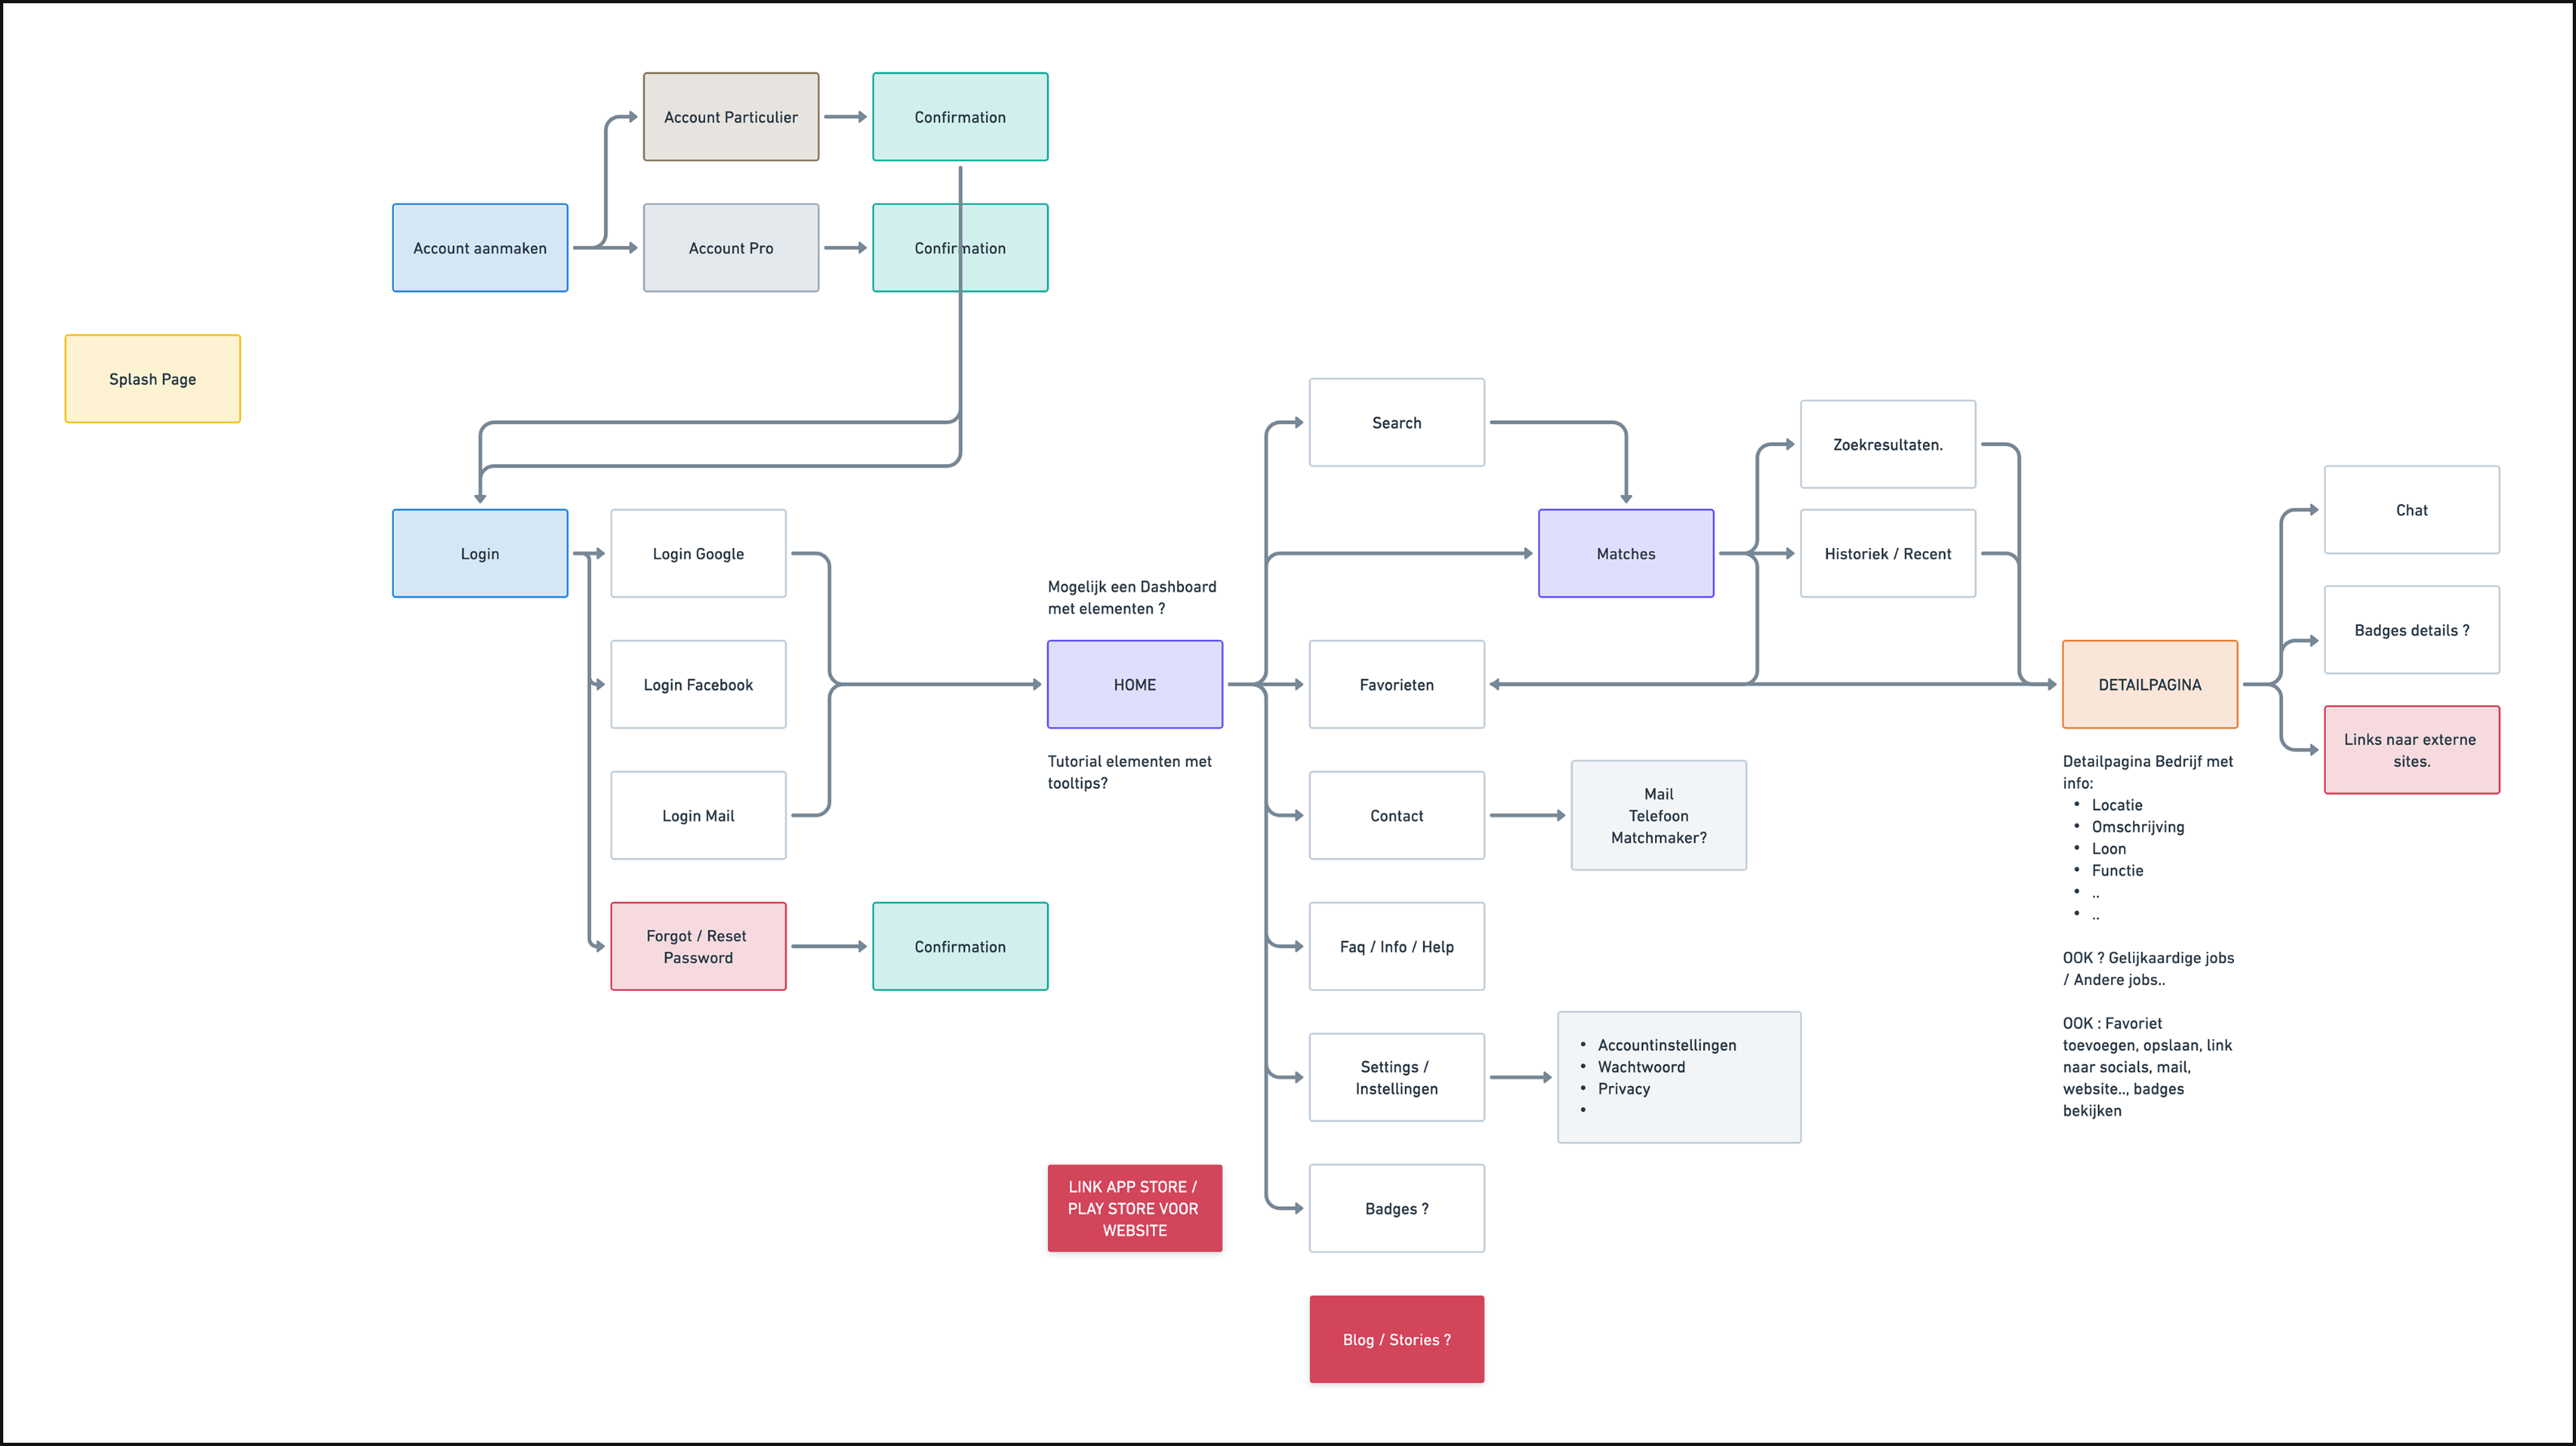 Account Particulier
Confirmation
Account aanmaken
Account Pro
Confirmation
Splash Page
Login
Login Google
Login Facebook
Login Mail
Forgot / Reset
Password
Confirmation
Mogelijk een Dashboard
met elementen ?
HOME
Tutorial elementen met
tooltips?
LINK APP STORE /
PLAY STORE VOOR
WEBSITE
Search
Matches
Favorieten
Contact
Mail
Telefoon
Matchmaker?
Faq / Info / Help
Settings /
Instellingen
• Accountinstellingen
• Wachtwoord
• Privacy
•
Badges ?
Blog / Stories ?
Zoekresultaten.
Historiek / Recent
DETAILPAGINA
Detailpagina Bedrijf met
info:
• Locatie
• Omschrijving
• Loon
• Functie
• ..
• ..
OOK ? Gelijkaardige jobs
/ Andere jobs..
OOK : Favoriet
toevoegen, opslaan, link
naar socials, mail,
website.., badges
bekijken
Chat
Badges details ?
Links naar externe
sites.